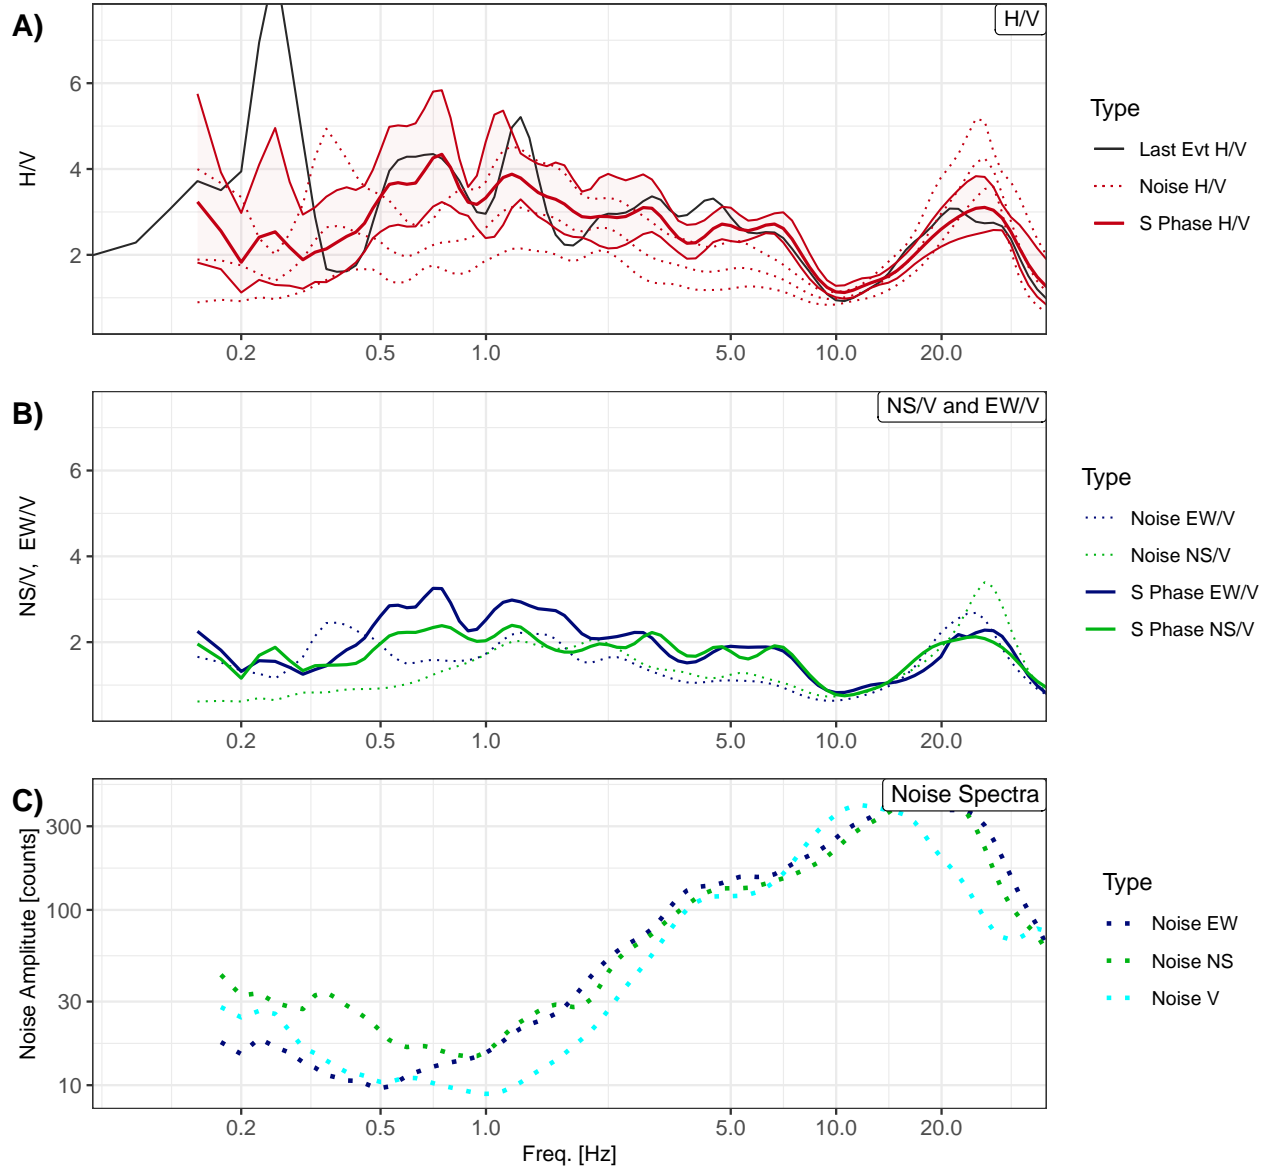 A)
H/V
H/V
6
4
2
0.2 0.5 1.0 5.0 10.0 20.0
Type
Last Evt H/V
Noise H/V
S Phase H/V
B)
NS/V and EW/V
NS/V, EW/V
6
4
2
0.2 0.5 1.0 5.0 10.0 20.0
Type
Noise EW/V
Noise NS/V
S Phase EW/V
S Phase NS/V
C)
Noise Spectra
Noise Amplitute [counts]
300
100
30
10
0.2 0.5 1.0 5.0 10.0 20.0
Freq. [Hz]
Type
Noise EW
Noise NS
Noise V